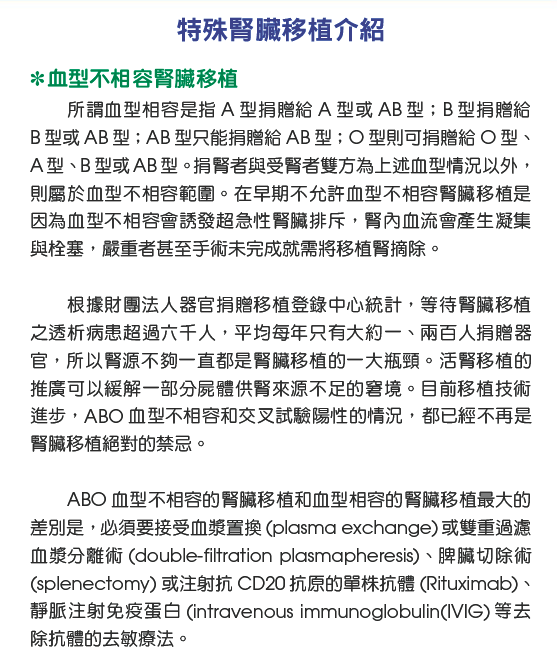 特殊腎臟移植介紹
＊血型不相容腎臟移植
所謂血型相容是指 A 型捐贈給 A 型或 AB 型；B 型捐贈給
B 型或 AB 型；AB 型只能捐贈給 AB 型；O 型則可捐贈給 O 型、
A 型、B 型或 AB 型。捐腎者與受腎者雙方為上述血型情況以外，
則屬於血型不相容範圍。在早期不允許血型不相容腎臟移植是
因為血型不相容會誘發超急性腎臟排斥，腎內血流會產生凝集
與栓塞，嚴重者甚至手術未完成就需將移植腎摘除。
根據財團法人器官捐贈移植登錄中心統計，等待腎臟移植
之透析病患超過六千人，平均每年只有大約一、兩百人捐贈器
官，所以腎源不夠一直都是腎臟移植的一大瓶頸。活腎移植的
推廣可以緩解一部分屍體供腎來源不足的窘境。目前移植技術
進步，ABO 血型不相容和交叉試驗陽性的情況，都已經不再是
腎臟移植絕對的禁忌。
ABO 血型不相容的腎臟移植和血型相容的腎臟移植最大的
差別是，必須要接受血漿置換 (plasma exchange) 或雙重過濾
血漿分離術 (double-filtration plasmapheresis)、脾臟切除術
(splenectomy) 或注射抗 CD20 抗原的單株抗體 (Rituximab)、
靜脈注射免疫蛋白 (intravenous immunoglobulin(IVIG) 等去
除抗體的去敏療法。